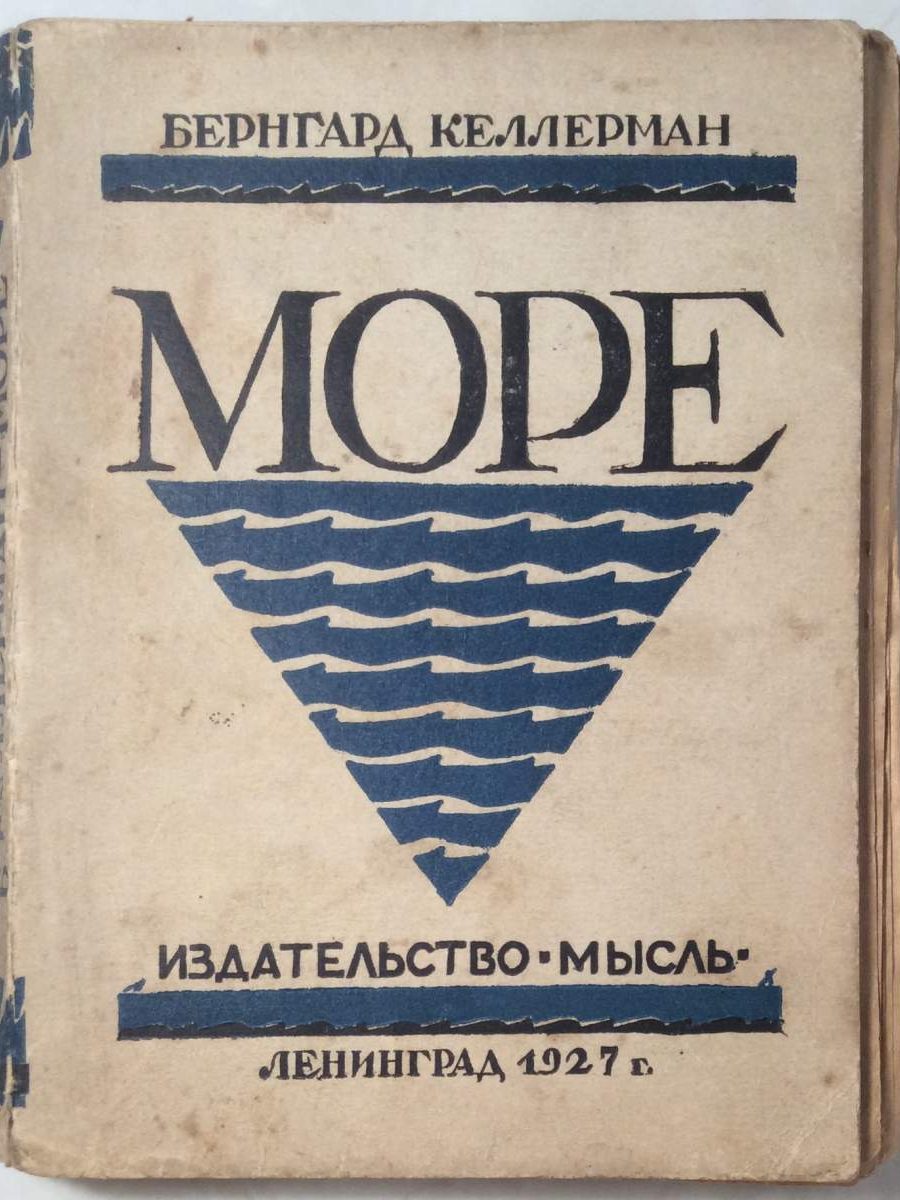 БЕРНГАРД КЕЛЛЕРМАН
МОРЕ
ИЗДАТЕЛЬСТВО · МЫСЛЬ ·
ЛЕНИНГРАД 1927 г.